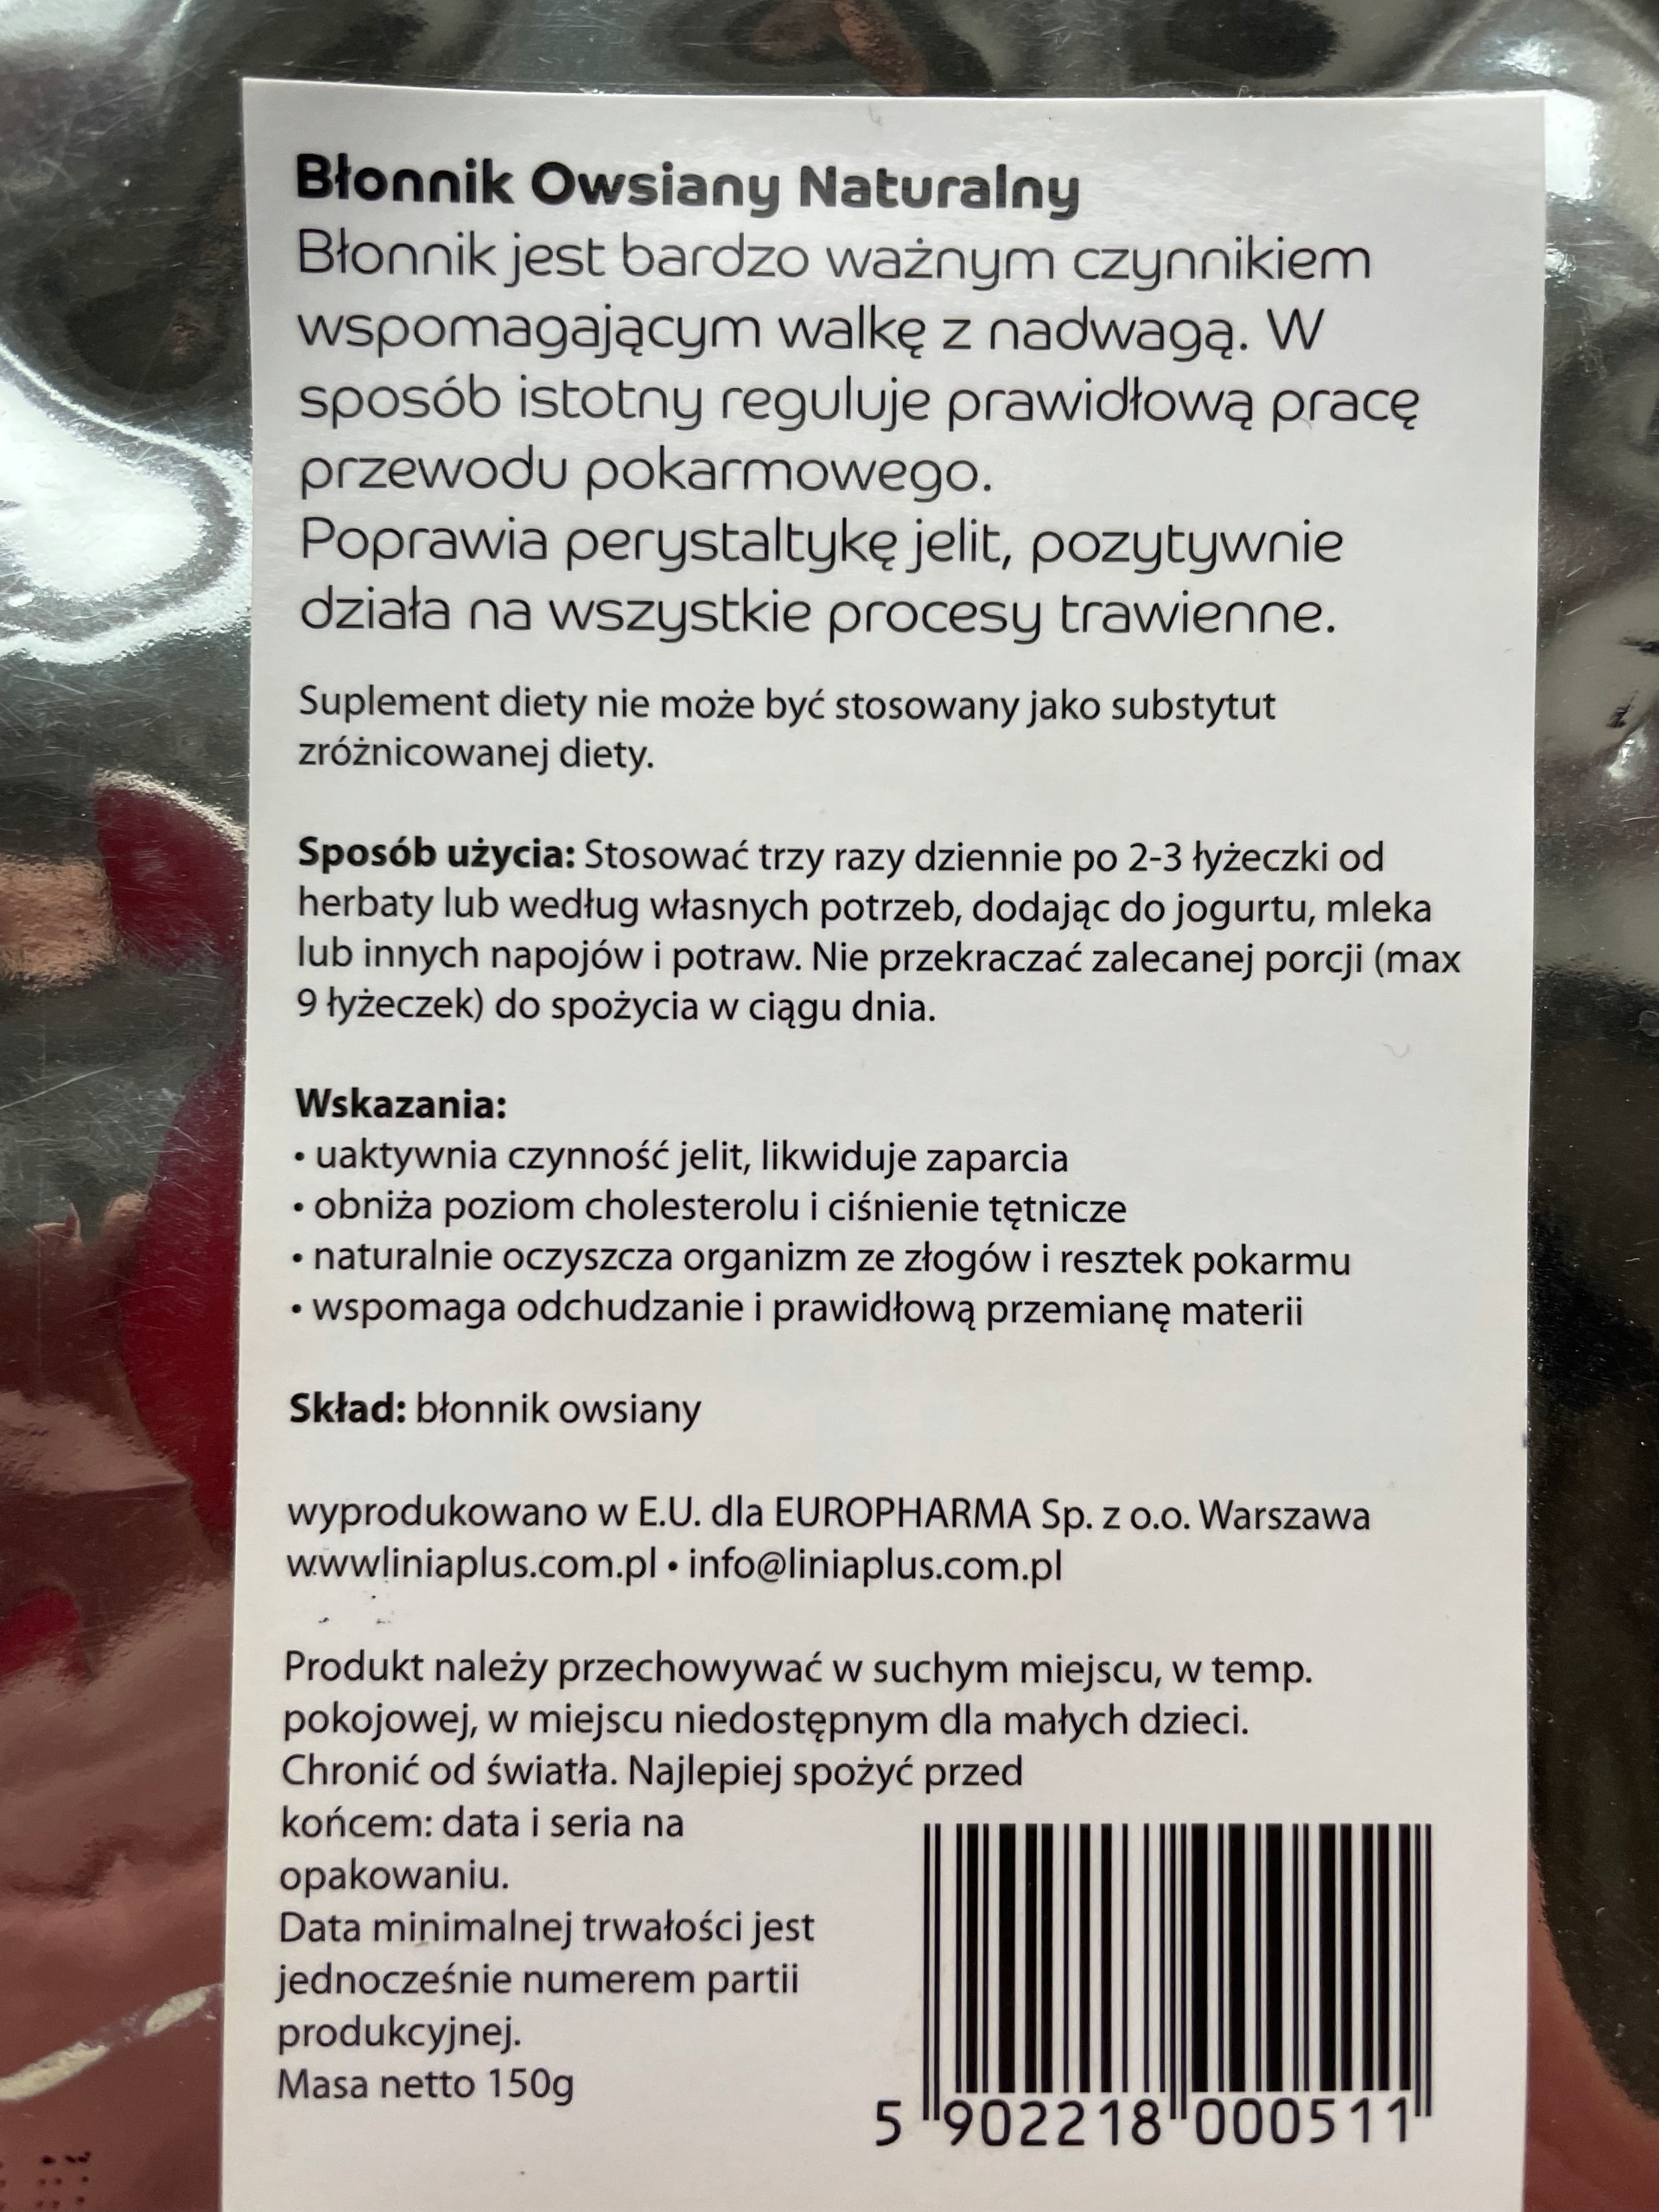 Błonnik Owsiany Naturalny
Błonnik jest bardzo ważnym czynnikiem
wspomagającym walkę z nadwagą. W
sposób istotny reguluje prawidłową pracę
przewodu pokarmowego.
Poprawia perystaltykę jelit, pozytywnie
działa na wszystkie procesy trawienne.
Suplement diety nie może być stosowany jako substytut
zróżnicowanej diety.
Sposób użycia: Stosować trzy razy dziennie po 2-3 łyżeczki od
herbaty lub według własnych potrzeb, dodając do jogurtu, mleka
lub innych napojów i potraw. Nie przekraczać zalecanej porcji (max
9 łyżeczek) do spożycia w ciągu dnia.
Wskazania:
• uaktywnia czynność jelit, likwiduje zaparcia
• obniża poziom cholesterolu i ciśnienie tętnicze
• naturalnie oczyszcza organizm ze złogów i resztek pokarmu
• wspomaga odchudzanie i prawidłową przemianę materii
Skład: błonnik owsiany
wyprodukowano w E.U. dla EUROPHARMA Sp. z o.o. Warszawa
wwwliniaplus.com.pl • info@liniaplus.com.pl
Produkt należy przechowywać w suchym miejscu, w temp.
pokojowej, w miejscu niedostępnym dla małych dzieci.
Chronić od światła. Najlepiej spożyć przed
końcem: data i seria na
opakowaniu.
Data minimalnej trwałości jest
jednocześnie numerem partii
produkcyjnej.
Masa netto 150g
5 902218 000511